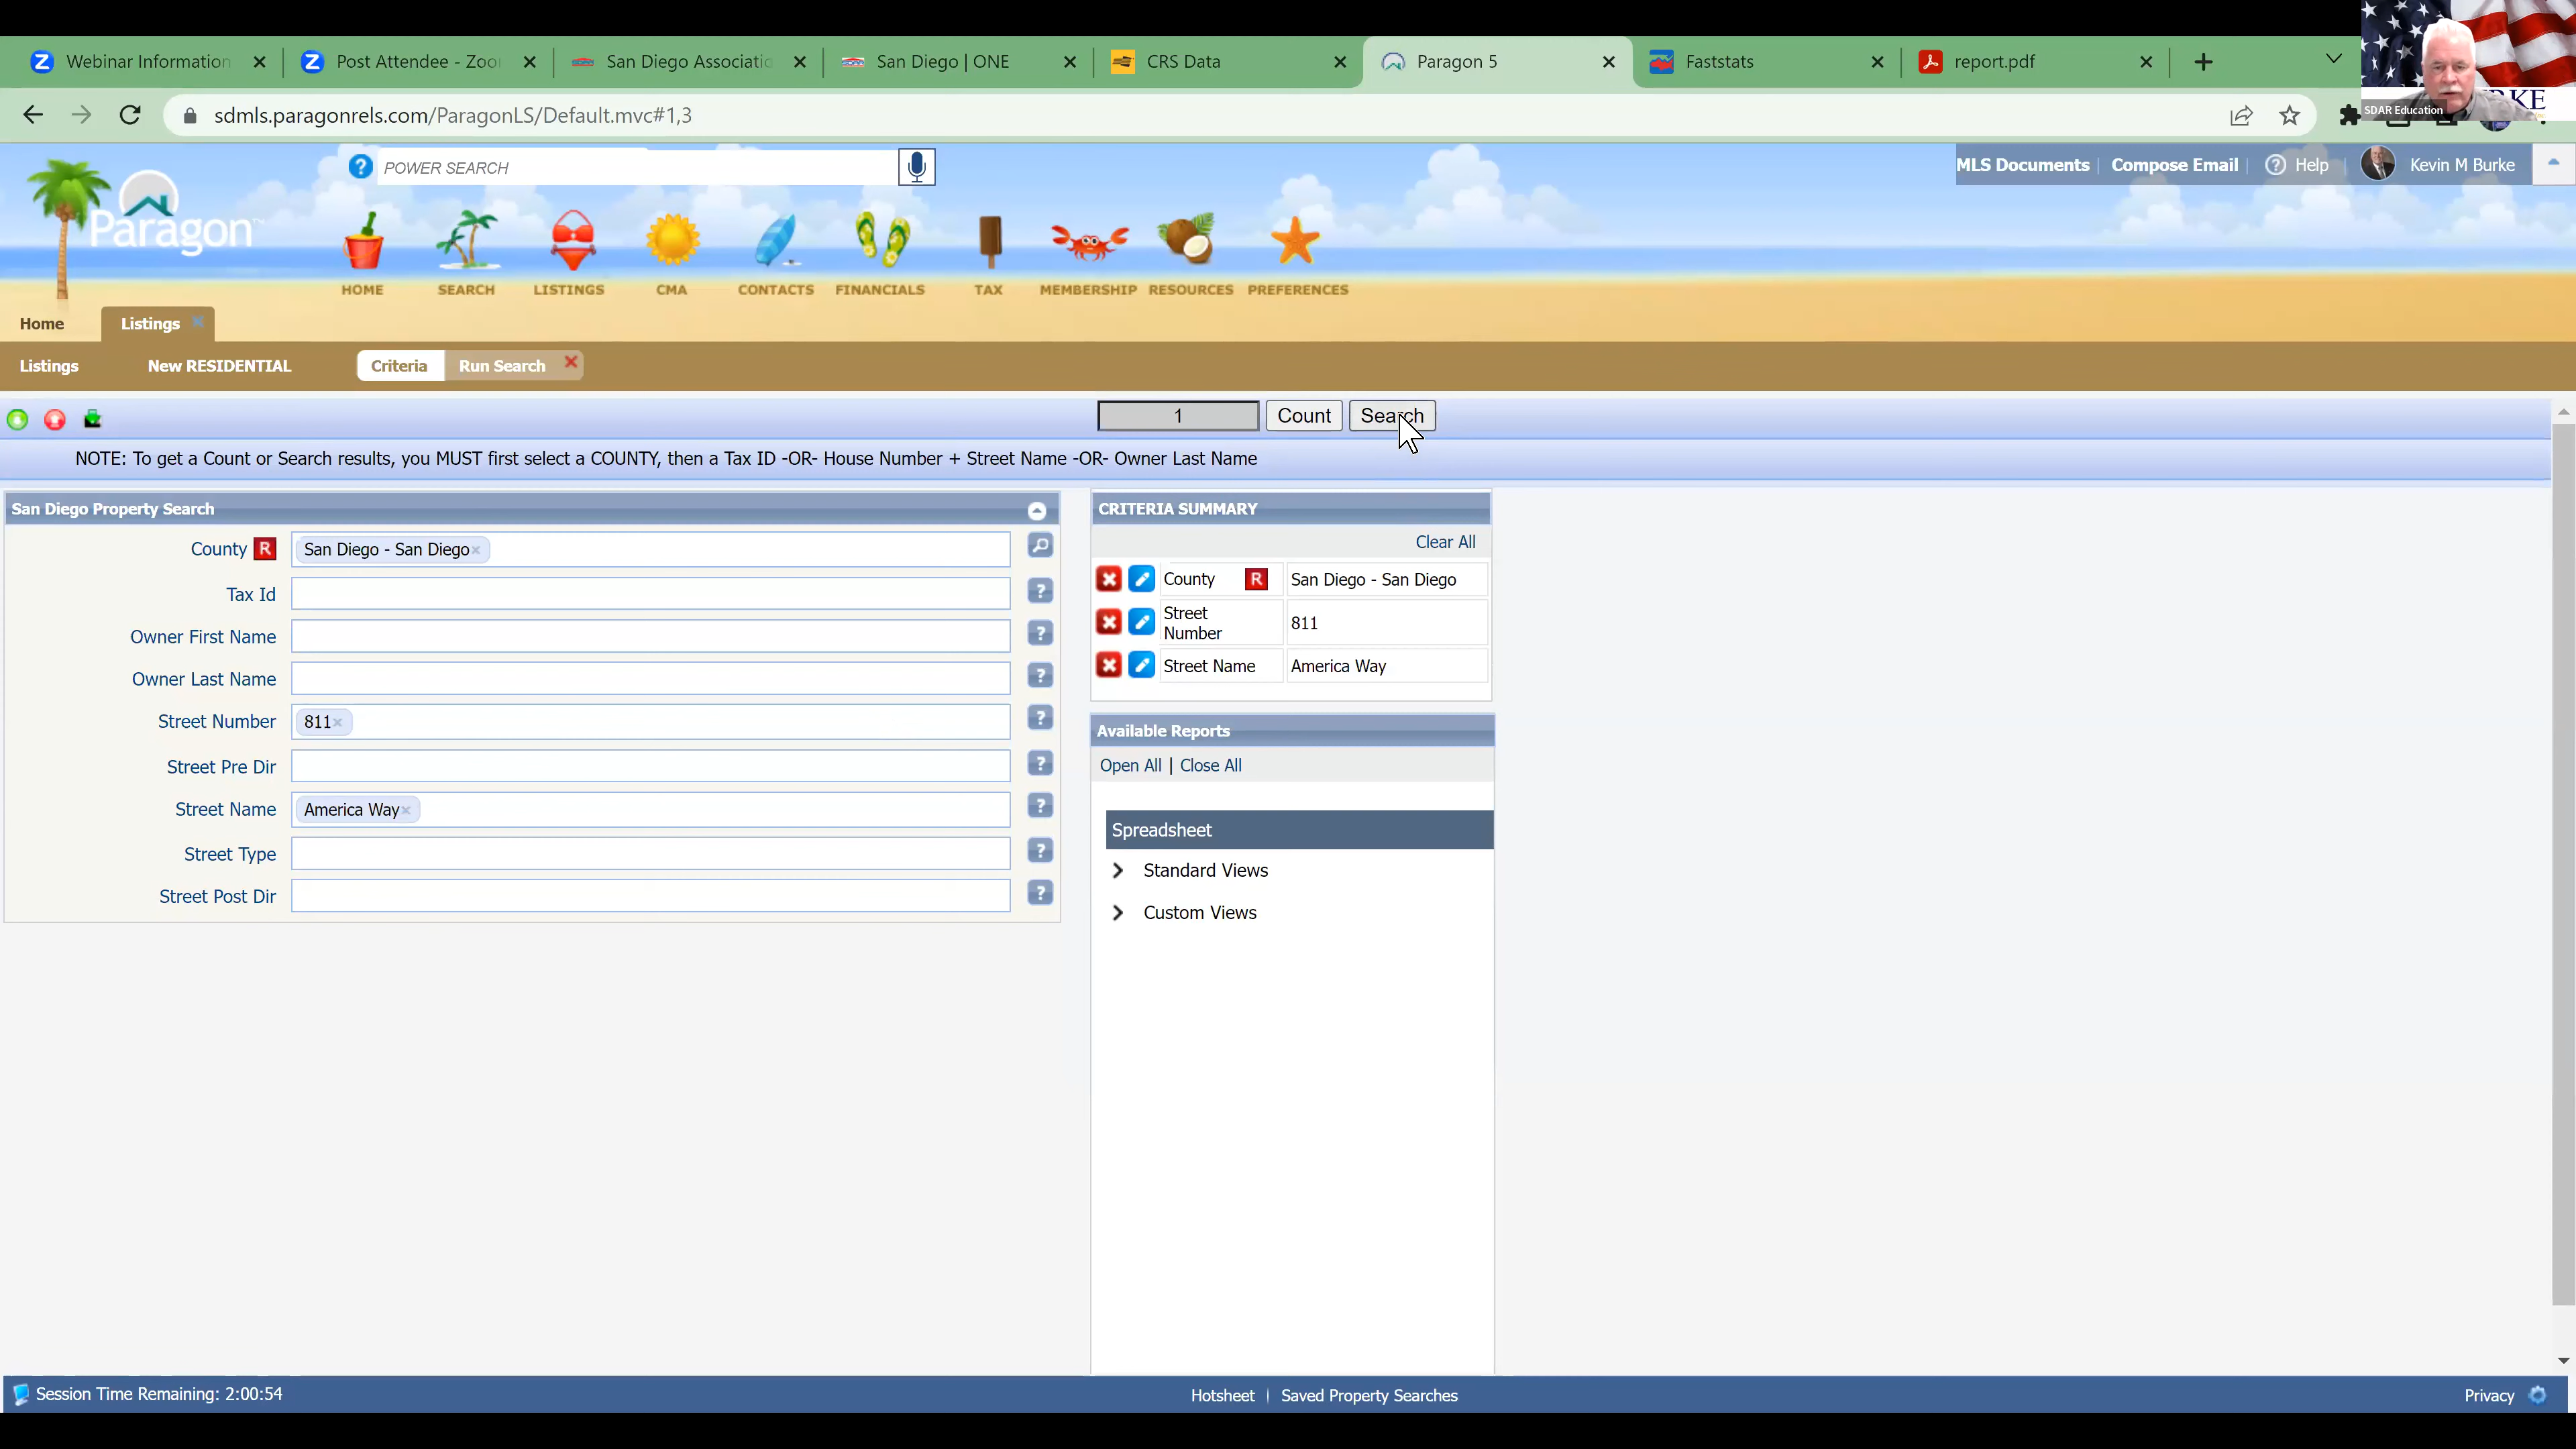 Webinar Information
Post Attendee - Zoo
San Diego Associatio
San Diego | ONE
CRS Data
Paragon 5
Faststats
report.pdf
sdmls.paragonrels.com/ParagonLS/Default.mvc#1,3
SDAR Education
RKE
POWER SEARCH
MLS Documents | Compose Email | Help | Kevin M Burke
Paragon
HOME SEARCH LISTINGS CMA CONTACTS FINANCIALS TAX MEMBERSHIP RESOURCES PREFERENCES
Home Listings
Listings New RESIDENTIAL Criteria Run Search
1 Count Search
NOTE: To get a Count or Search results, you MUST first select a COUNTY, then a Tax ID -OR- House Number + Street Name -OR- Owner Last Name
San Diego Property Search
County R San Diego - San Diego
Tax Id
Owner First Name
Owner Last Name
Street Number 811
Street Pre Dir
Street Name America Way
Street Type
Street Post Dir
CRITERIA SUMMARY
Clear All
County R San Diego - San Diego
Street Number 811
Street Name America Way
Available Reports
Open All | Close All
Spreadsheet
Standard Views
Custom Views
Session Time Remaining: 2:00:54
Hotsheet | Saved Property Searches
Privacy